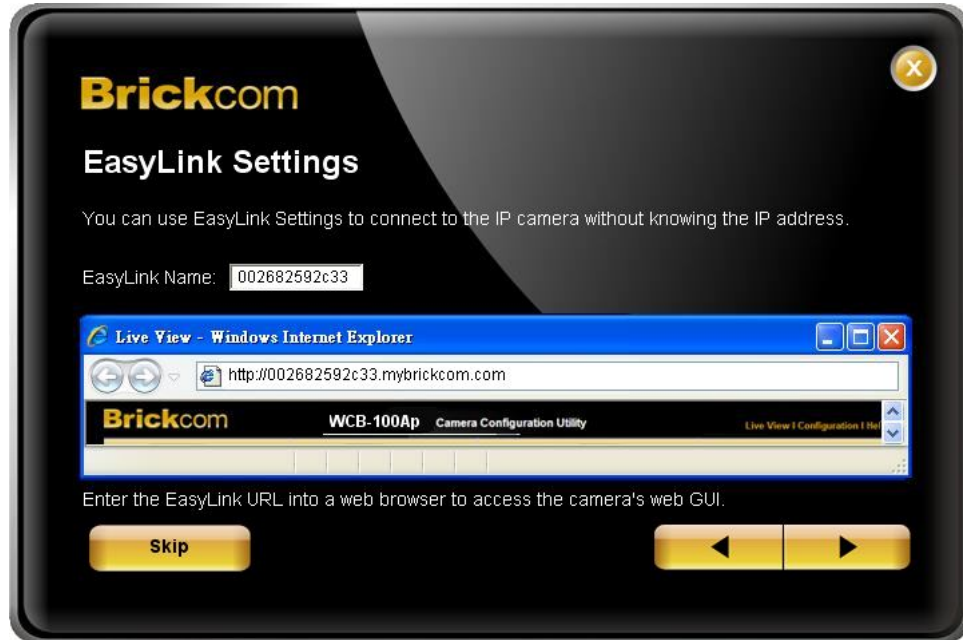 Brickcom
EasyLink Settings
You can use EasyLink Settings to connect to the IP camera without knowing the IP address.
EasyLink Name: 002682592c33
Live View - Windows Internet Explorer
http://002682592c33.mybrickcom.com
Brickcom WCB-100Ap Camera Configuration Utility Live View | Configuration | Hel
Enter the EasyLink URL into a web browser to access the camera's web GUI.
Skip